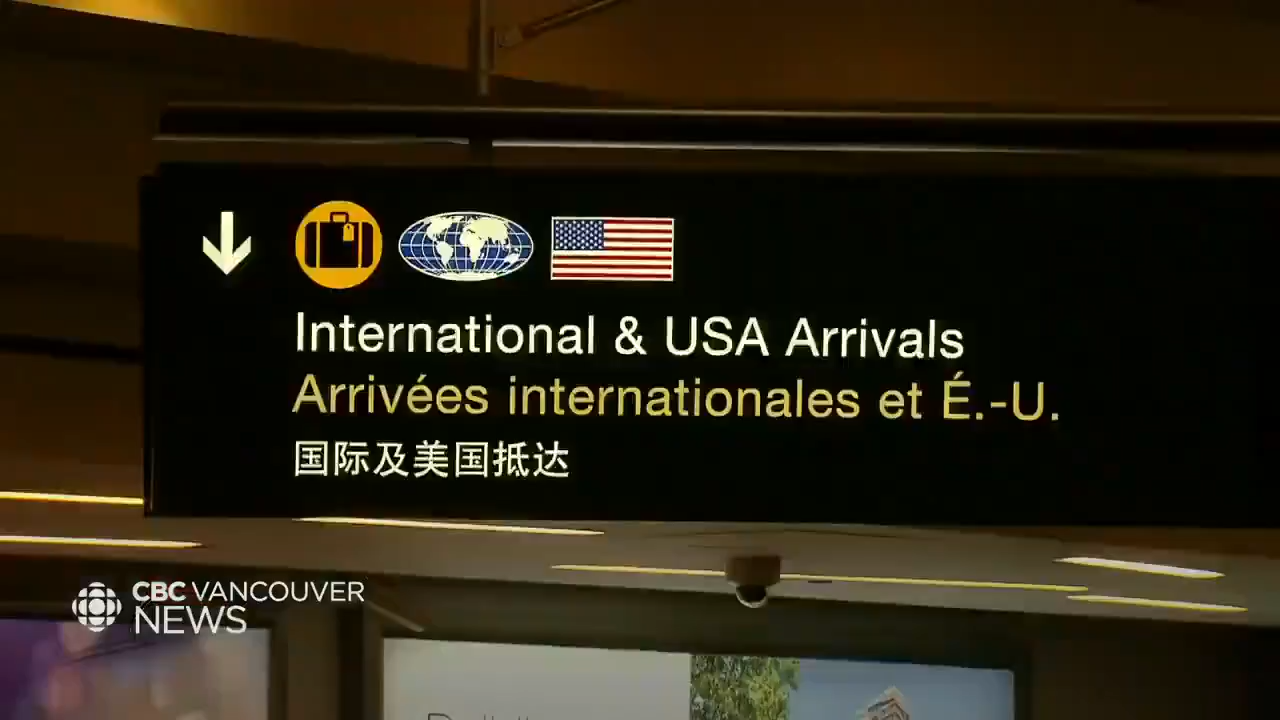 International & USA Arrivals
Arrivées internationales et É.-U.
国际及美国抵达
CBC VANCOUVER
NEWS